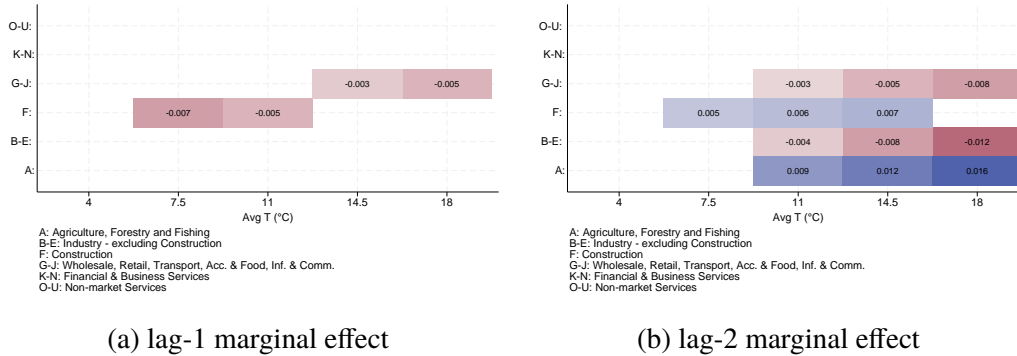 O-U:
K-N:
G-J: -0.003 -0.005
F: -0.007 -0.005
B-E:
A:
4 7.5 11 14.5 18
Avg T (°C)
A: Agriculture, Forestry and Fishing
B-E: Industry - excluding Construction
F: Construction
G-J: Wholesale, Retail, Transport, Acc. & Food, Inf. & Comm.
K-N: Financial & Business Services
O-U: Non-market Services
(a) lag-1 marginal effect
O-U:
K-N:
G-J: -0.003 -0.005 -0.008
F: 0.005 0.006 0.007
B-E: -0.004 -0.008 -0.012
A: 0.009 0.012 0.016
4 7.5 11 14.5 18
Avg T (°C)
A: Agriculture, Forestry and Fishing
B-E: Industry - excluding Construction
F: Construction
G-J: Wholesale, Retail, Transport, Acc. & Food, Inf. & Comm.
K-N: Financial & Business Services
O-U: Non-market Services
(b) lag-2 marginal effect